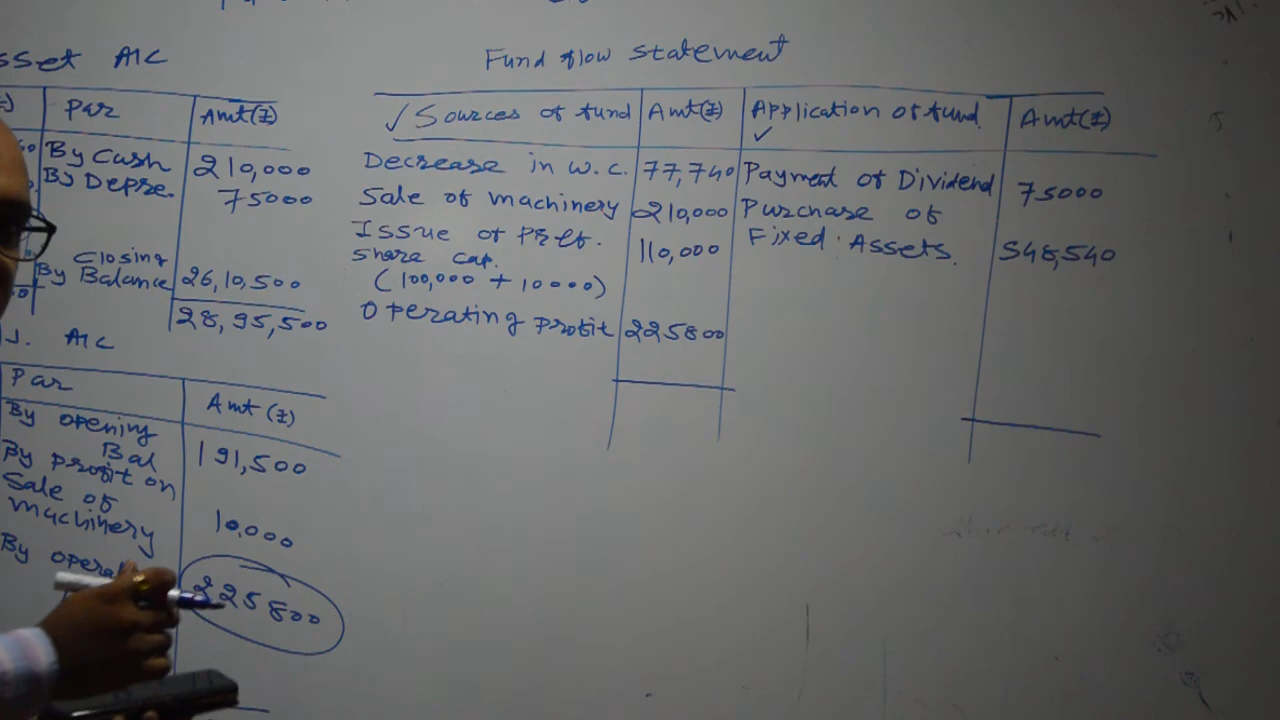 sset A/C
Par Amt(₹)
By Cash 210,000
By Depre. 75000
closing
By Balance 26,10,500
28,95,500
J. A/C
Par Amt (₹)
By opening
Bal 191,500
By profit on
Sale of
machinery 10,000
By opera
225800
Fund flow statement
√ Sources of fund Amt(₹) Application of fund. Amt(₹)
Decrease in W.C. 77,740 Payment of Dividend 75000
Sale of machinery 210,000 Purchase of
Issue of Pref. Fixed Assets. 548,540
share cap. 110,000
(100,000 + 10000)
Operating profit 225800